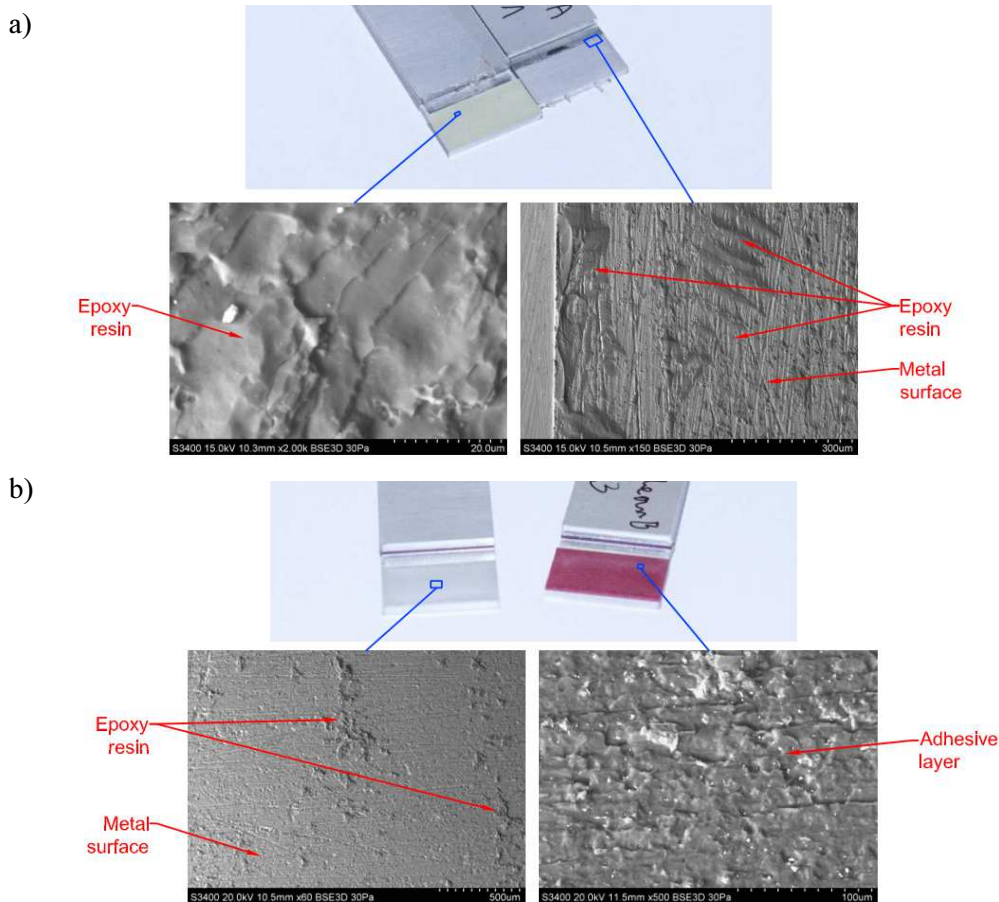 a)
A
1
Epoxy
resin
Epoxy
resin
Metal
surface
S3400 15.0kV 10.3mm x2.00k BSE3D 30Pa 20.0um
S3400 15.0kV 10.5mm x150 BSE3D 30Pa 300um
b)
3
Epoxy
resin
Metal
surface
Adhesive
layer
S3400 20.0kV 10.5mm x60 BSE3D 30Pa 500um
S3400 20.0kV 11.5mm x500 BSE3D 30Pa 100um